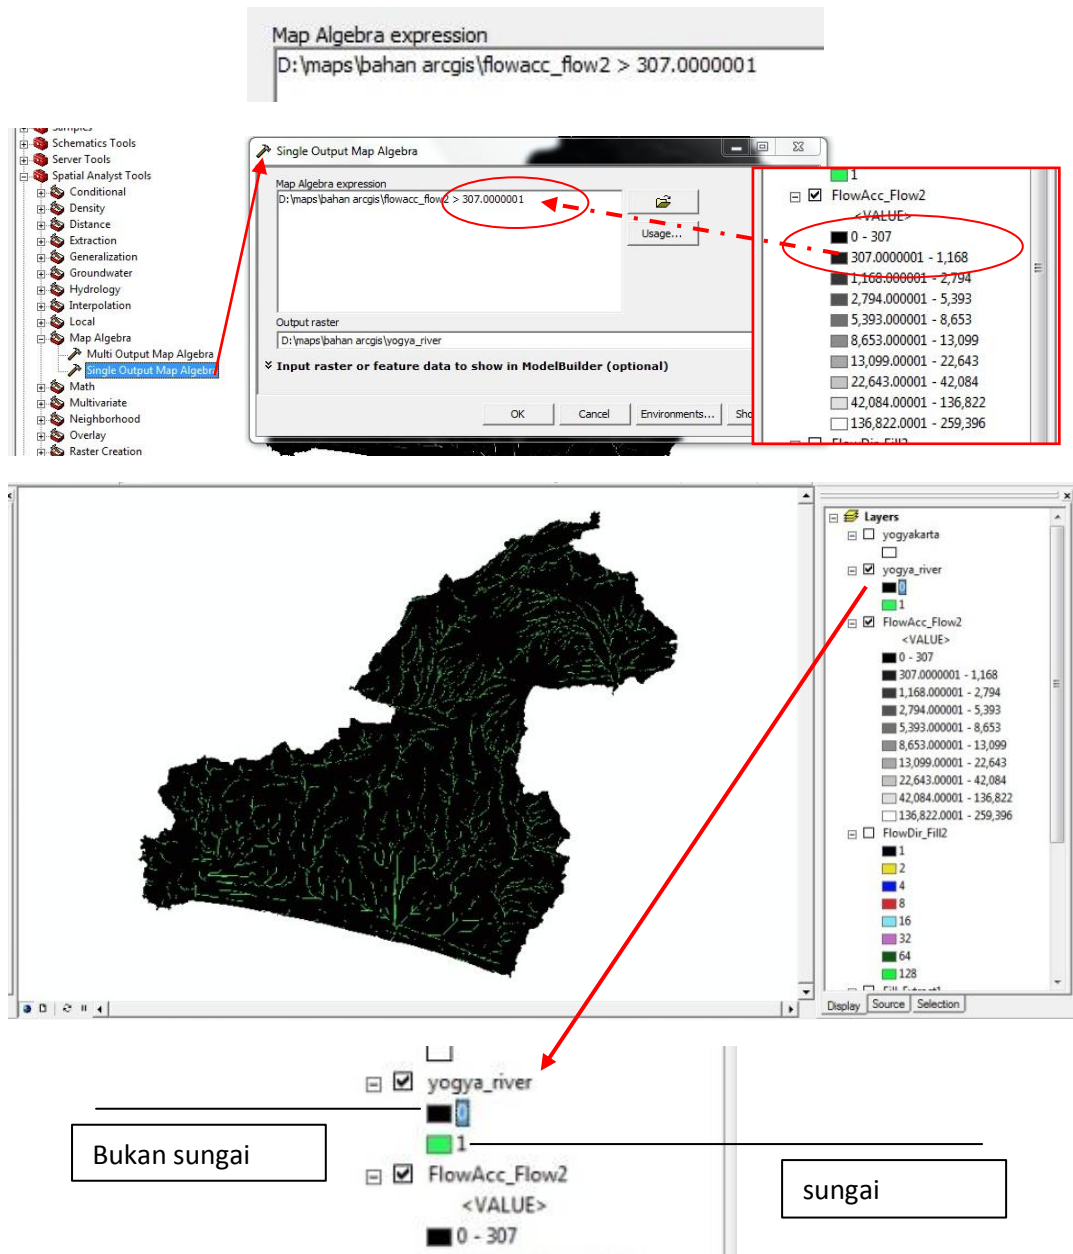 Map Algebra expression
D:\maps\bahan arcgis\flowacc_flow2 > 307.0000001
Samples
Schematics Tools
Server Tools
Spatial Analyst Tools
Conditional
Density
Distance
Extraction
Generalization
Groundwater
Hydrology
Interpolation
Local
Map Algebra
Multi Output Map Algebra
Single Output Map Algebra
Math
Multivariate
Neighborhood
Overlay
Raster Creation
Single Output Map Algebra
Map Algebra expression
D:\maps\bahan arcgis\flowacc_flow2 > 307.0000001
Usage...
Output raster
D:\maps\bahan arcgis\yogya_river
Input raster or feature data to show in ModelBuilder (optional)
OK
Cancel
Environments...
1
FlowAcc_Flow2
<VALUE>
0 - 307
307.0000001 - 1,168
1,168.000001 - 2,794
2,794.000001 - 5,393
5,393.000001 - 8,653
8,653.000001 - 13,099
13,099.00001 - 22,643
22,643.00001 - 42,084
42,084.00001 - 136,822
136,822.0001 - 259,396
Layers
yogyakarta
yogya_river
0
1
FlowAcc_Flow2
<VALUE>
0 - 307
307.0000001 - 1,168
1,168.000001 - 2,794
2,794.000001 - 5,393
5,393.000001 - 8,653
8,653.000001 - 13,099
13,099.00001 - 22,643
22,643.00001 - 42,084
42,084.00001 - 136,822
136,822.0001 - 259,396
FlowDir_Fill2
1
2
4
8
16
32
64
128
Display
Source
Selection
yogya_river
0
1
FlowAcc_Flow2
<VALUE>
0 - 307
Bukan sungai
sungai